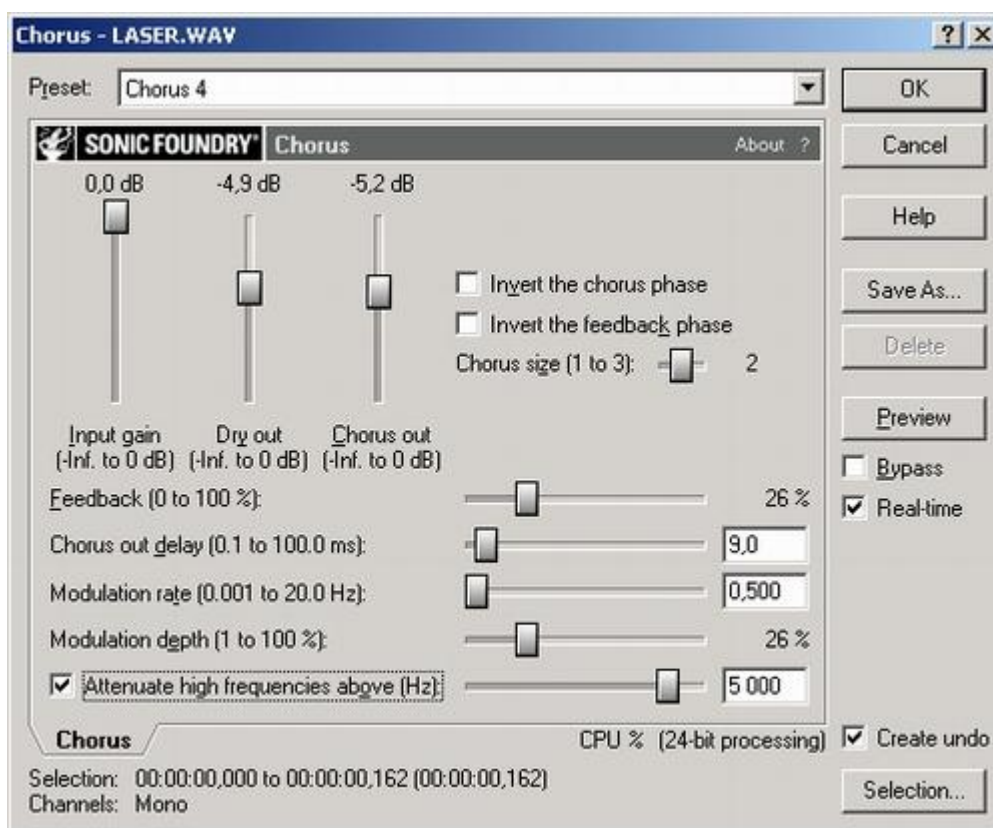 Chorus - LASER.WAV
Preset: Chorus 4
OK
SONIC FOUNDRY Chorus About ?
Cancel
0,0 dB -4,9 dB -5,2 dB
Help
Invert the chorus phase
Save As...
Invert the feedback phase
Delete
Chorus size (1 to 3): 2
Input gain Dry out Chorus out
(-Inf. to 0 dB) (-Inf. to 0 dB) (-Inf. to 0 dB)
Preview
Bypass
Feedback (0 to 100 %): 26 %
Real-time
Chorus out delay (0.1 to 100.0 ms): 9,0
Modulation rate (0.001 to 20.0 Hz): 0,500
Modulation depth (1 to 100 %): 26 %
Attenuate high frequencies above (Hz): 5 000
Chorus
CPU % (24-bit processing)
Create undo
Selection: 00:00:00,000 to 00:00:00,162 (00:00:00,162)
Channels: Mono
Selection...